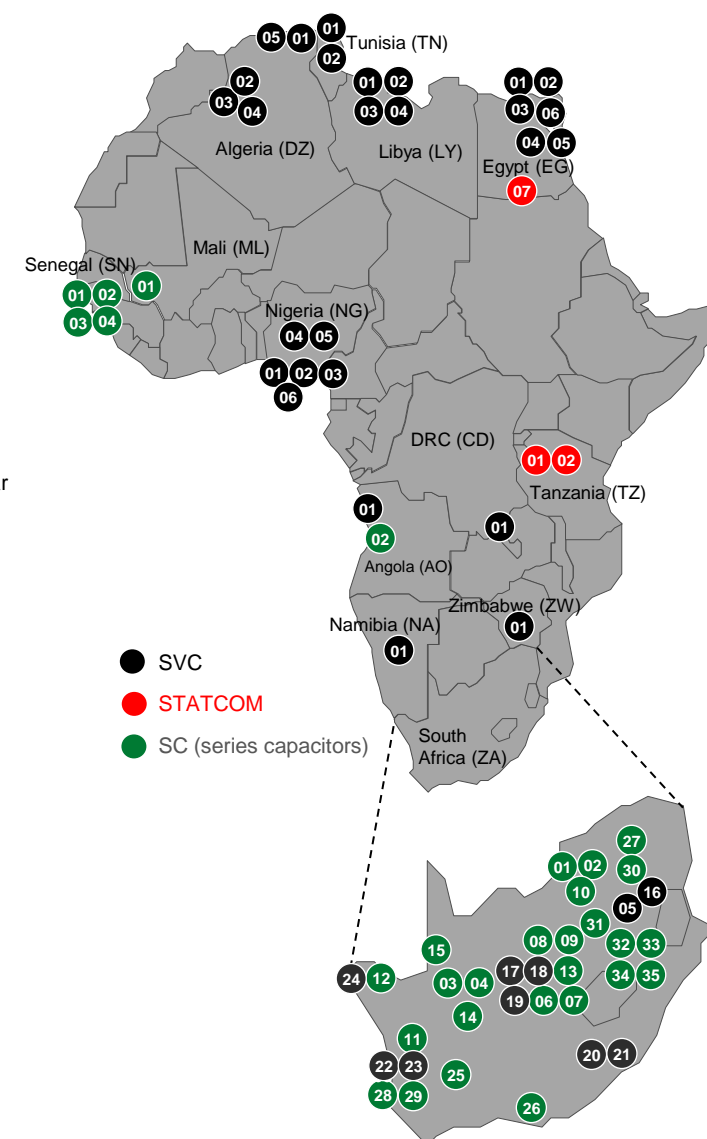 05 01 01
Tunisia (TN)
02
02
03 04
Algeria (DZ)
01 02
03 04
Libya (LY)
01 02
03 06
04 05
Egypt (EG)
07
Mali (ML)
Senegal (SN)
01 02 01
03 04
Nigeria (NG)
04 05
01 02 03
06
DRC (CD)
01 02
Tanzania (TZ)
ar
01
02
Angola (AO)
01
Zimbabwe (ZW)
01
Namibia (NA)
01
SVC
STATCOM
SC (series capacitors)
South
Africa (ZA)
27
01 02 30
10 16
05
31
08 09 32 33
15
24 12 03 04 17 18 13 34 35
19 06 07
14
11
22 23 20 21
25
28 29 26